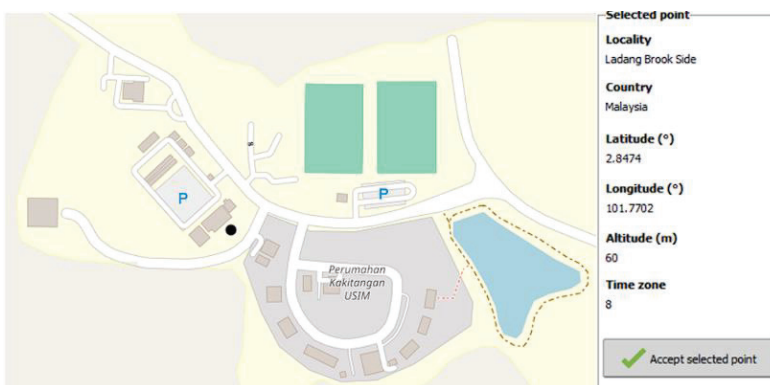 P
P
Perumahan
Kakitangan
USIM
Selected point
Locality
Ladang Brook Side
Country
Malaysia
Latitude (°)
2.8474
Longitude (°)
101.7702
Altitude (m)
60
Time zone
8
Accept selected point